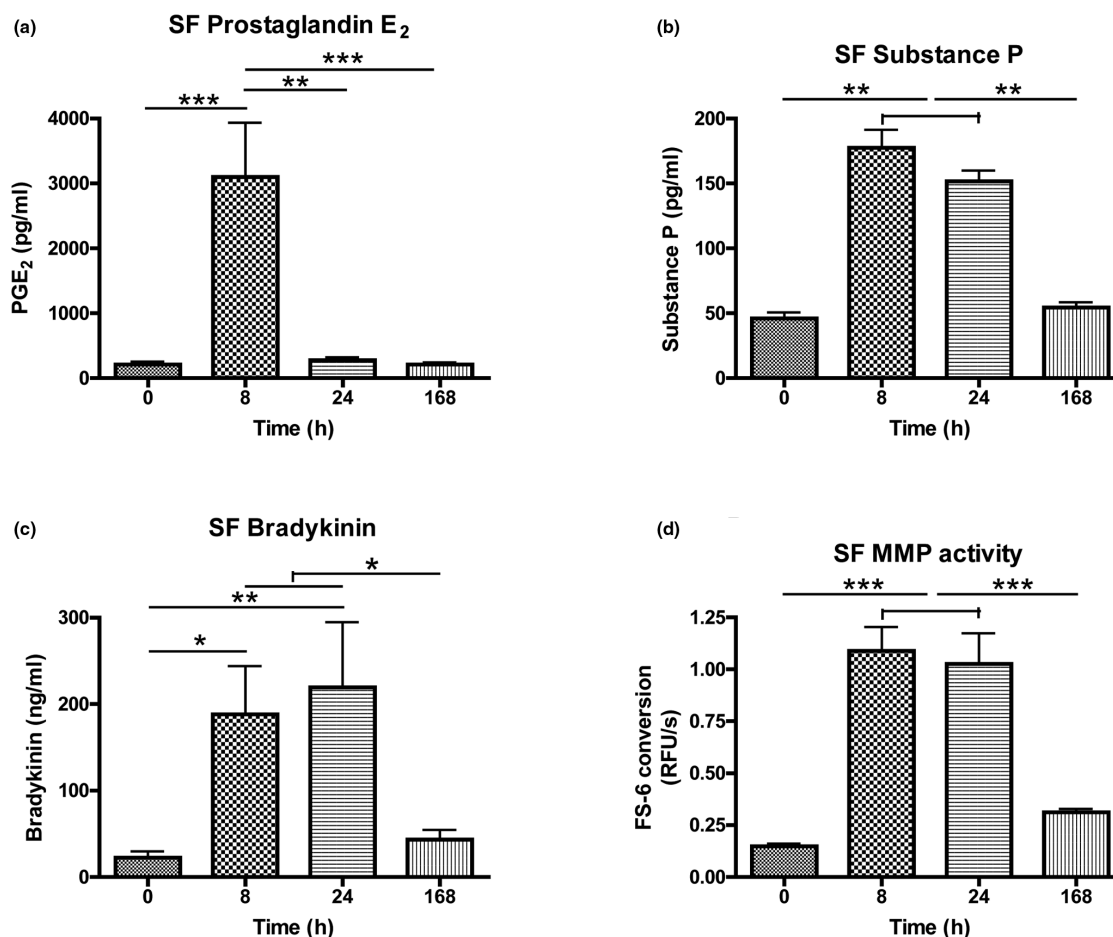 (a)
SF Prostaglandin E₂
***
**
***
4000
3000
2000
1000
0
PGE₂ (pg/ml)
0 8 24 168
Time (h)
(b)
SF Substance P
** **
200
150
100
50
0
Substance P (pg/ml)
0 8 24 168
Time (h)
(c)
SF Bradykinin
*
**
*
300
200
100
0
Bradykinin (ng/ml)
0 8 24 168
Time (h)
(d)
SF MMP activity
*** ***
1.25
1.00
0.75
0.50
0.25
0.00
FS-6 conversion
(RFU/s)
0 8 24 168
Time (h)